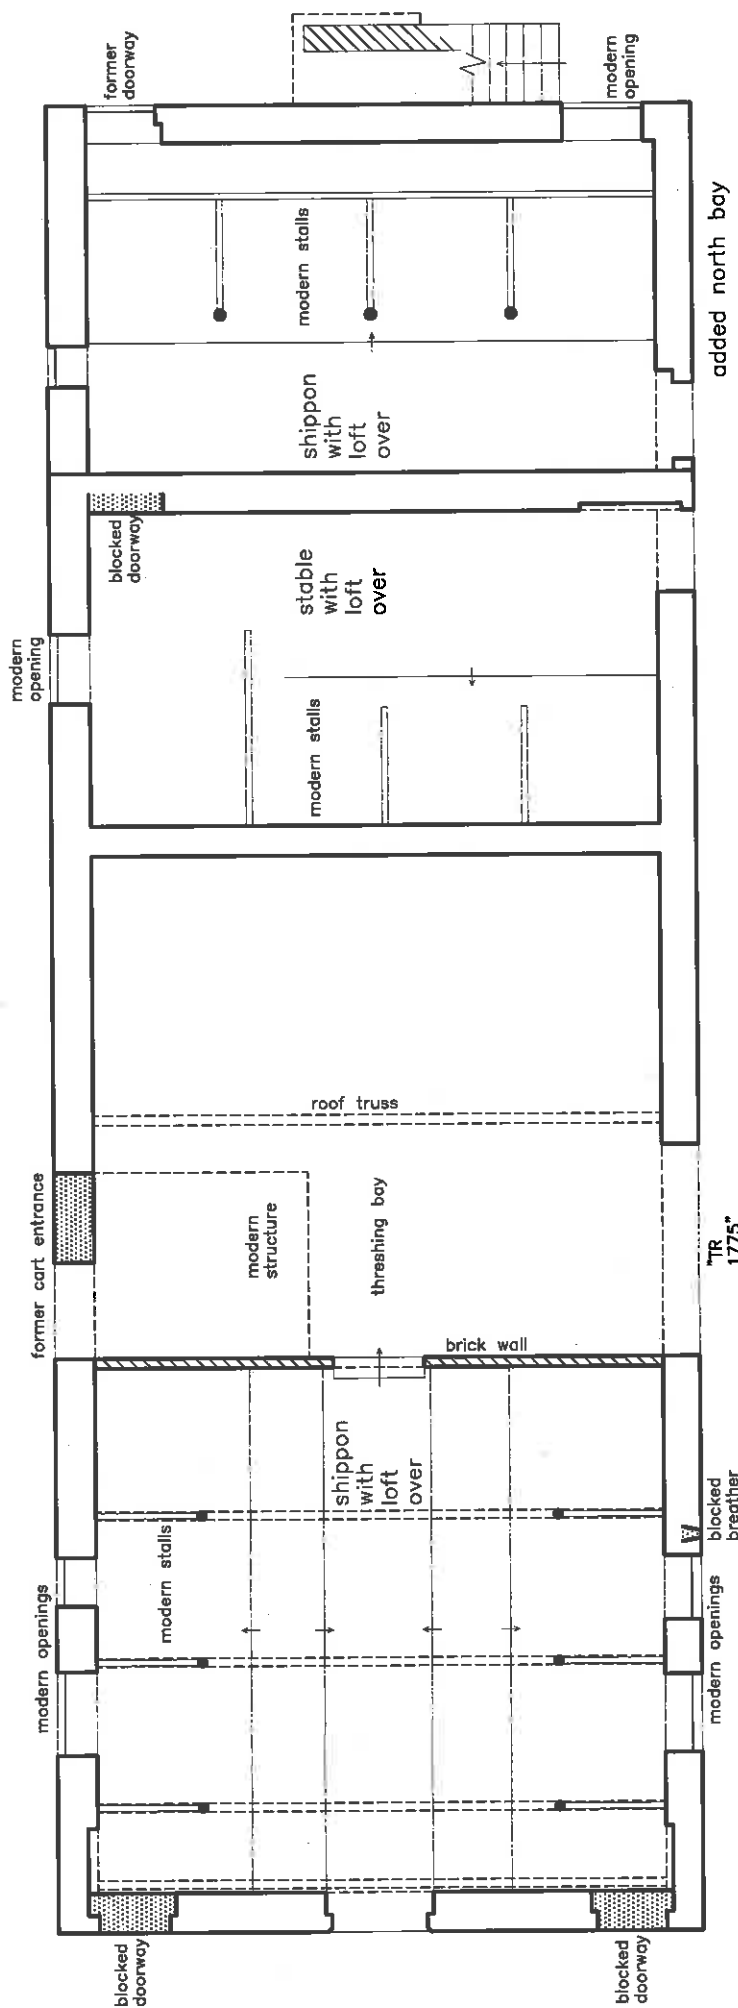 former
doorway
modern
opening
modern stalls
added north bay
shippon
with
loft
over
blocked
doorway
stable
with
loft
over
modern
opening
modern stalls
roof truss
former cart entrance
modern
structure
threshing bay
"TR
1775"
brick wall
shippon
with
loft
over
blocked
breather
modern stalls
modern openings
modern openings
blocked
doorway
blocked
doorway